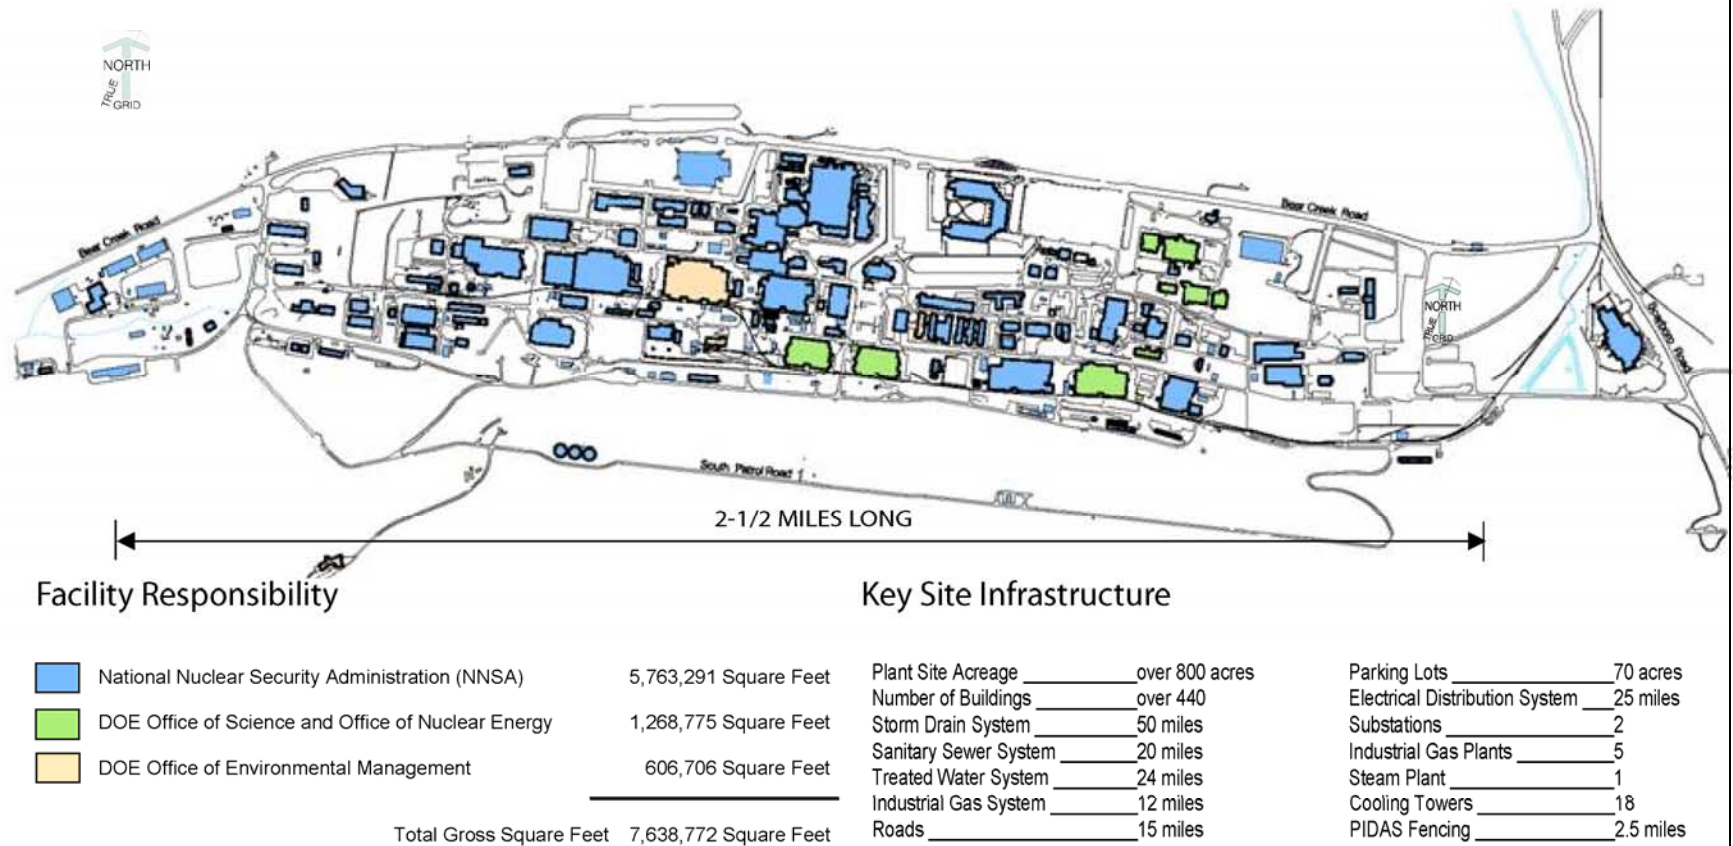 NORTH
TRUE
GRID
Bear Creek Road
Bear Creek Road
NORTH
TRUE
GRID
Scarboro Road
South Patrol Road
2-1/2 MILES LONG
Facility Responsibility
National Nuclear Security Administration (NNSA) 5,763,291 Square Feet
DOE Office of Science and Office of Nuclear Energy 1,268,775 Square Feet
DOE Office of Environmental Management 606,706 Square Feet
Total Gross Square Feet 7,638,772 Square Feet
Key Site Infrastructure
Plant Site Acreage over 800 acres
Number of Buildings over 440
Storm Drain System 50 miles
Sanitary Sewer System 20 miles
Treated Water System 24 miles
Industrial Gas System 12 miles
Roads 15 miles
Parking Lots 70 acres
Electrical Distribution System 25 miles
Substations 2
Industrial Gas Plants 5
Steam Plant 1
Cooling Towers 18
PIDAS Fencing 2.5 miles